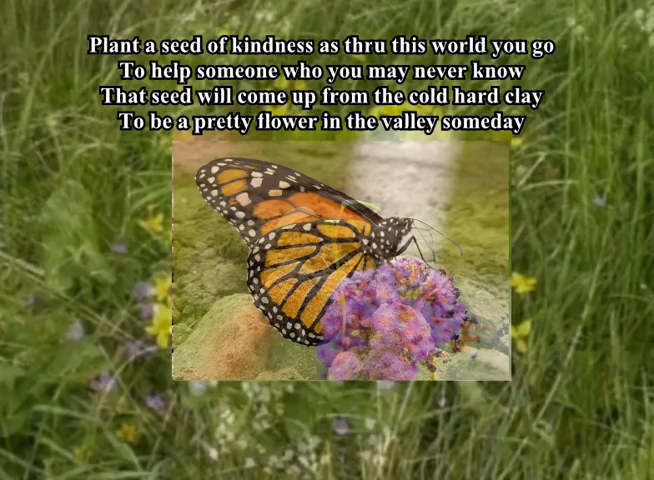 Plant a seed of kindness as thru this world you go
To help someone who you may never know
That seed will come up from the cold hard clay
To be a pretty flower in the valley someday